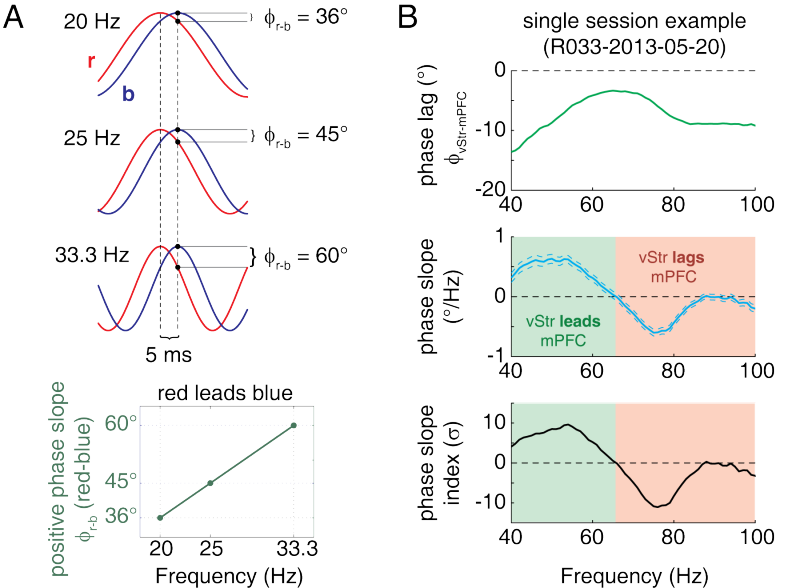 A
20 Hz
ϕr-b = 36°
r
b
25 Hz
ϕr-b = 45°
33.3 Hz
ϕr-b = 60°
5 ms
red leads blue
positive phase slope
ϕr-b (red-blue)
60°
45°
36°
20 25 33.3
Frequency (Hz)
B
single session example
(R033-2013-05-20)
phase lag (°)
ϕvStr-mPFC
0
-10
-20
40 60 80 100
phase slope
(°/Hz)
1
0
-1
vStr lags
mPFC
vStr leads
mPFC
40 60 80 100
phase slope
index (σ)
10
0
-10
40 60 80 100
Frequency (Hz)